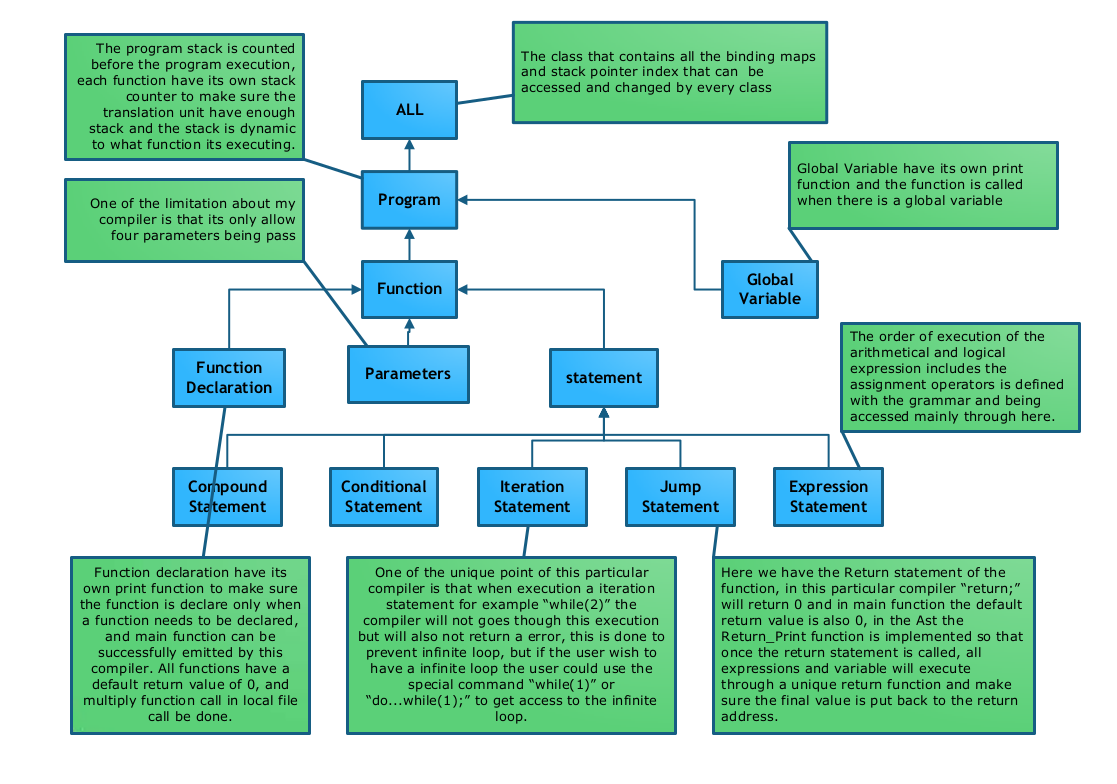 The program stack is counted
before the program execution,
each function have its own stack
counter to make sure the
translation unit have enough
stack and the stack is dynamic
to what function its executing.
The class that contains all the binding maps
and stack pointer index that can  be
accessed and changed by every class
ALL
Global Variable have its own print
function and the function is called
when there is a global variable
Program
One of the limitation about my
compiler is that its only allow
four parameters being pass
Function
Global
Variable
The order of execution of the
arithmetical and logical
expression includes the
assignment operators is defined
with the grammar and being
accessed mainly through here.
Function
Declaration
Parameters
statement
Compound
Statement
Conditional
Statement
Iteration
Statement
Jump
Statement
Expression
Statement
Function declaration have its
own print function to make sure
the function is declare only when
a function needs to be declared,
and main function can be
successfully emitted by this
compiler. All functions have a
default return value of 0, and
multiply function call in local file
call be done.
One of the unique point of this particular
compiler is that when execution a iteration
statement for example “while(2)” the
compiler will not goes though this execution
but will also not return a error, this is done to
prevent infinite loop, but if the user wish to
have a infinite loop the user could use the
special command “while(1)” or
“do...while(1);” to get access to the infinite
loop.
Here we have the Return statement of the
function, in this particular compiler “return;”
will return 0 and in main function the default
return value is also 0, in the Ast the
Return_Print function is implemented so that
once the return statement is called, all
expressions and variable will execute
through a unique return function and make
sure the final value is put back to the return
address.